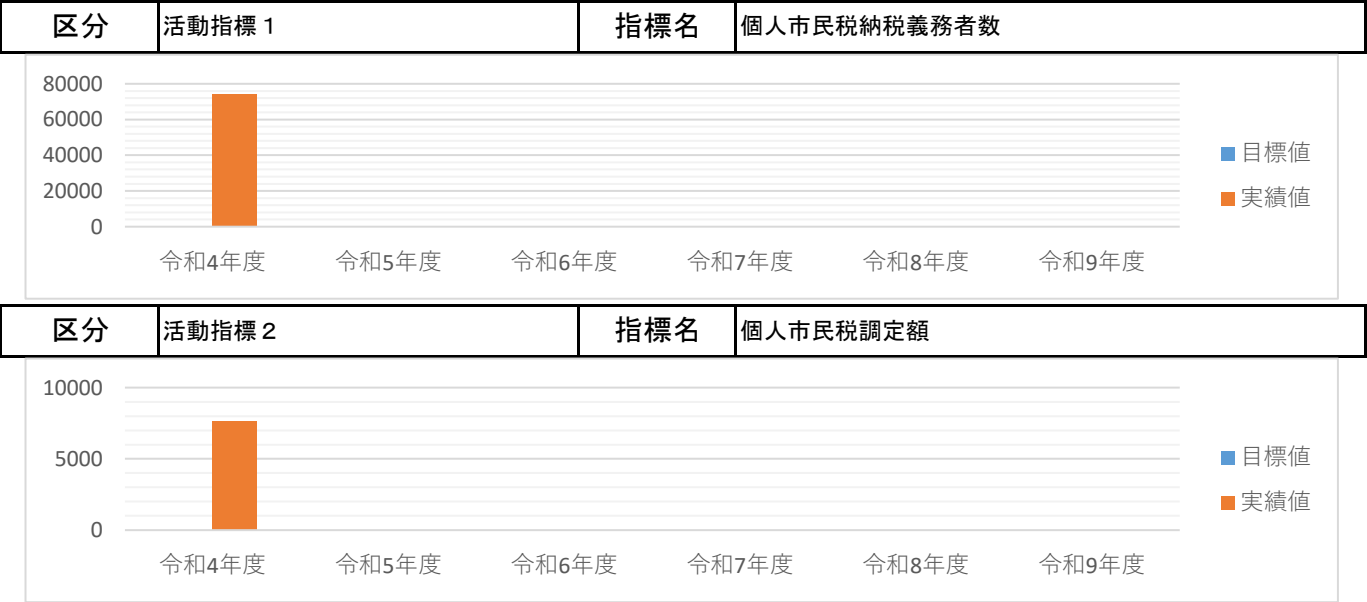 区分 活動指標１ 指標名 個人市民税納税義務者数
80000
60000
40000
20000
0
令和4年度 令和5年度 令和6年度 令和7年度 令和8年度 令和9年度
目標値
実績値
区分 活動指標２ 指標名 個人市民税調定額
10000
5000
0
令和4年度 令和5年度 令和6年度 令和7年度 令和8年度 令和9年度
目標値
実績値